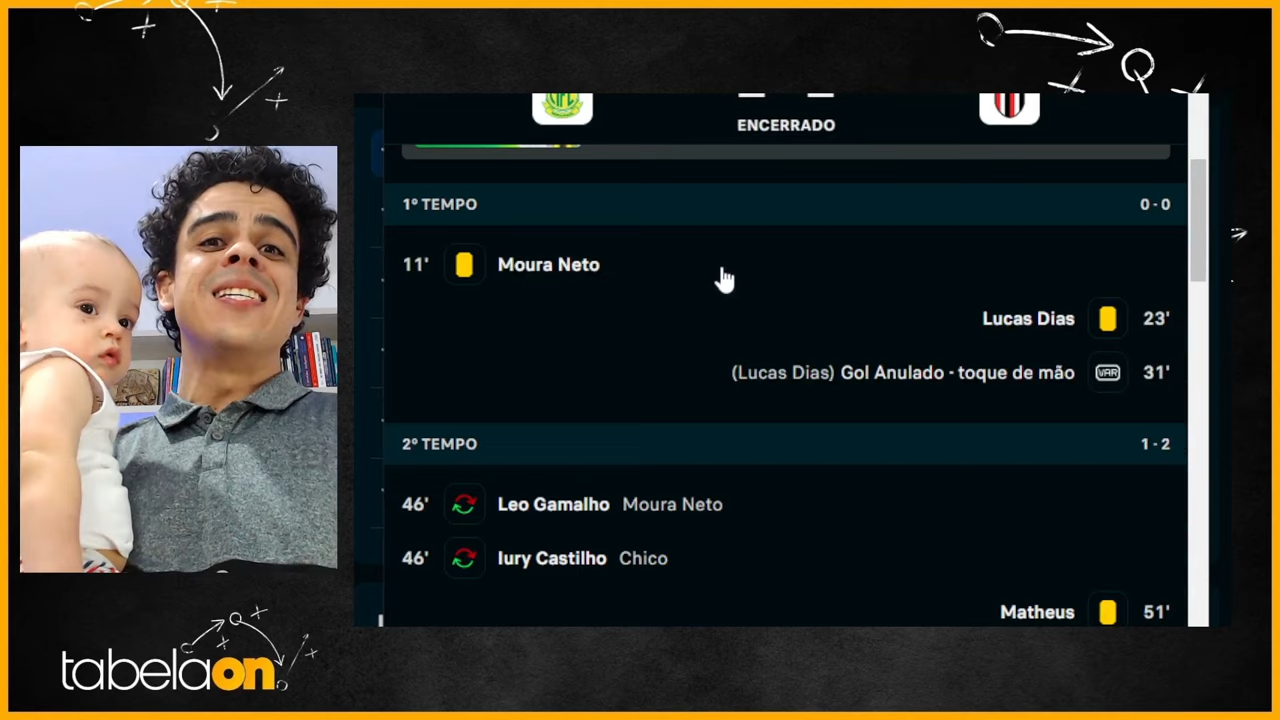 ENCERRADO
1º TEMPO 0 - 0
11' Moura Neto
Lucas Dias 23'
(Lucas Dias) Gol Anulado - toque de mão VAR 31'
2º TEMPO 1 - 2
46' Leo Gamalho Moura Neto
46' Iury Castilho Chico
Matheus 51'
tabelaon